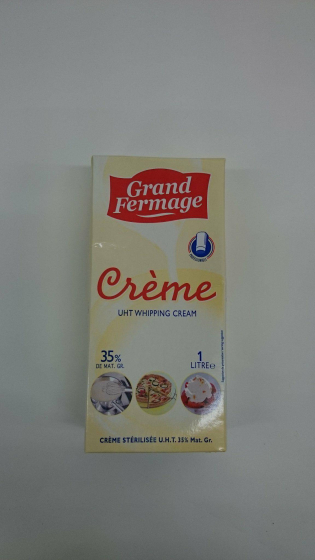 Grand
Fermage
Crème
UHT WHIPPING CREAM
35%
DE MAT. GR.
1
LITRE℮
CRÈME STÉRILISÉE U.H.T. 35% Mat. Gr.